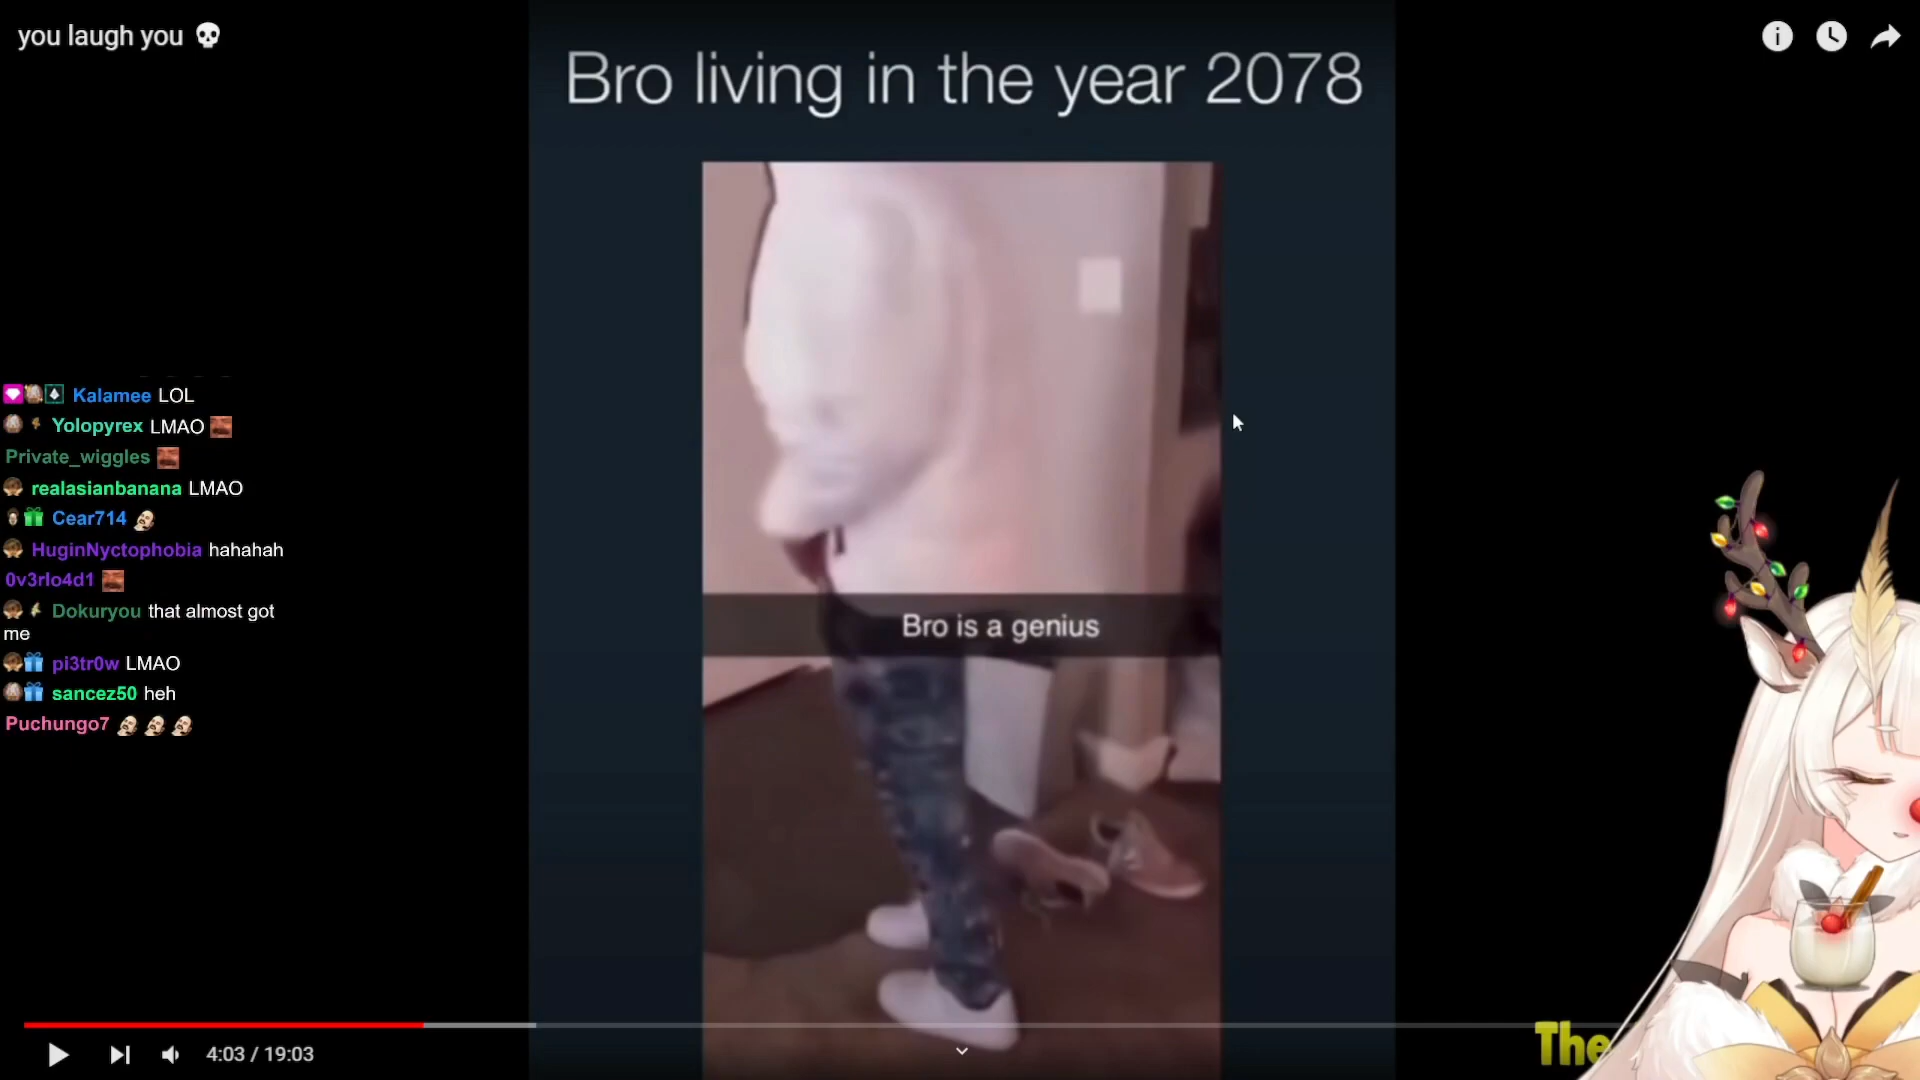 you laugh you 💀
Bro living in the year 2078
Bro is a genius
Kalamee LOL
Yolopyrex LMAO
Private_wiggles
realasianbanana LMAO
Cear714
HuginNyctophobia hahahah
0v3rlo4d1
Dokuryou that almost got
me
pi3tr0w LMAO
sancez50 heh
Puchungo7
4:03 / 19:03
The